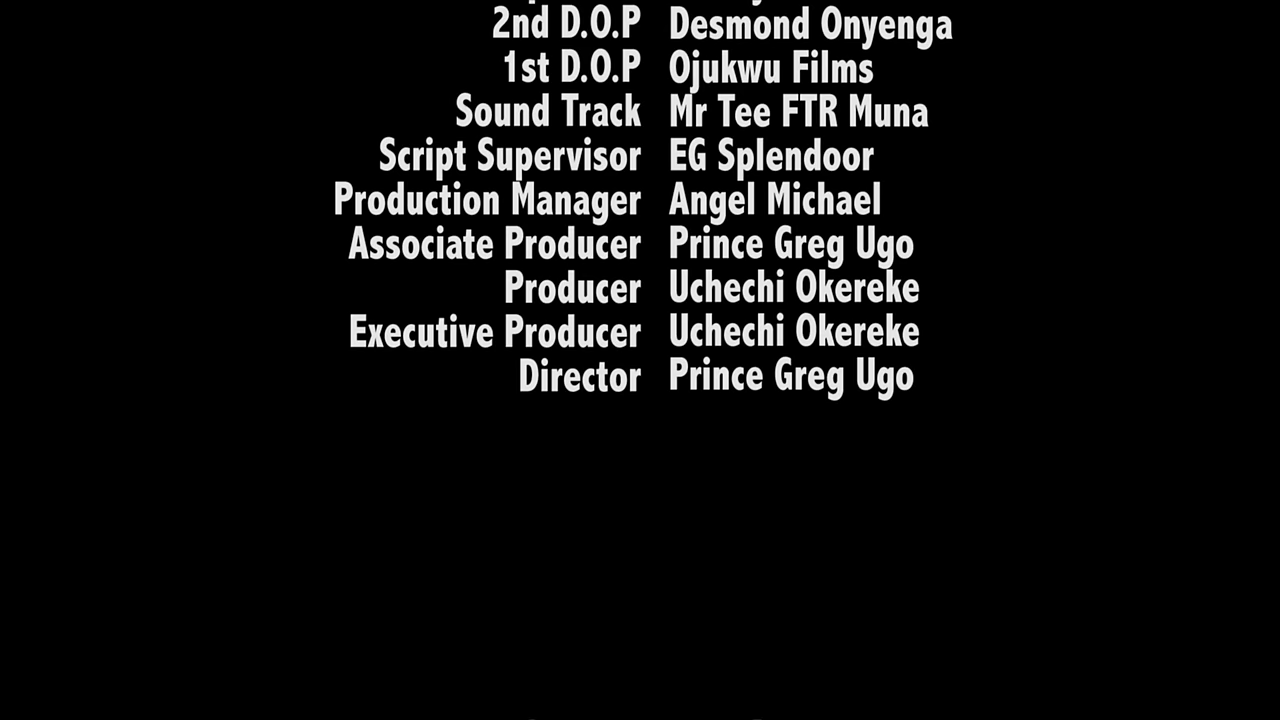 2nd D.O.P Desmond Onyenga
1st D.O.P Ojukwu Films
Sound Track Mr Tee FTR Muna
Script Supervisor EG Splendoor
Production Manager Angel Michael
Associate Producer Prince Greg Ugo
Producer Uchechi Okereke
Executive Producer Uchechi Okereke
Director Prince Greg Ugo